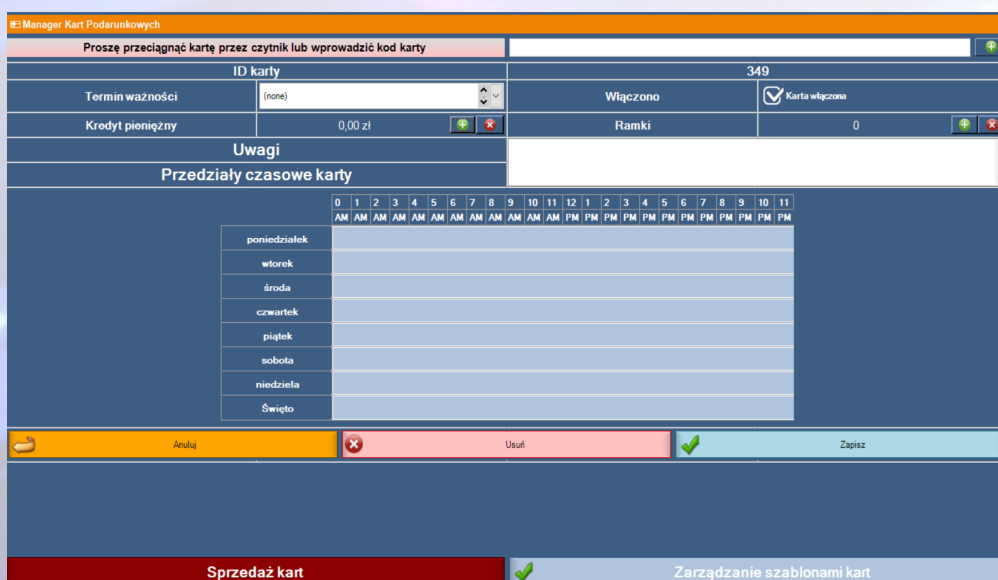 Manager Kart Podarunkowych
Proszę przeciągnąć kartę przez czytnik lub wprowadzić kod karty
ID karty 349
Termin ważności (none) Włączono Karta włączona
Kredyt pieniężny 0,00 zł Ramki 0
Uwagi
Przedziały czasowe karty
0 1 2 3 4 5 6 7 8 9 10 11 12 1 2 3 4 5 6 7 8 9 10 11
AM AM AM AM AM AM AM AM AM AM AM AM PM PM PM PM PM PM PM PM PM PM PM PM
poniedziałek
wtorek
środa
czwartek
piątek
sobota
niedziela
Święto
Anuluj Usuń Zapisz
Sprzedaż kart Zarządzanie szablonami kart